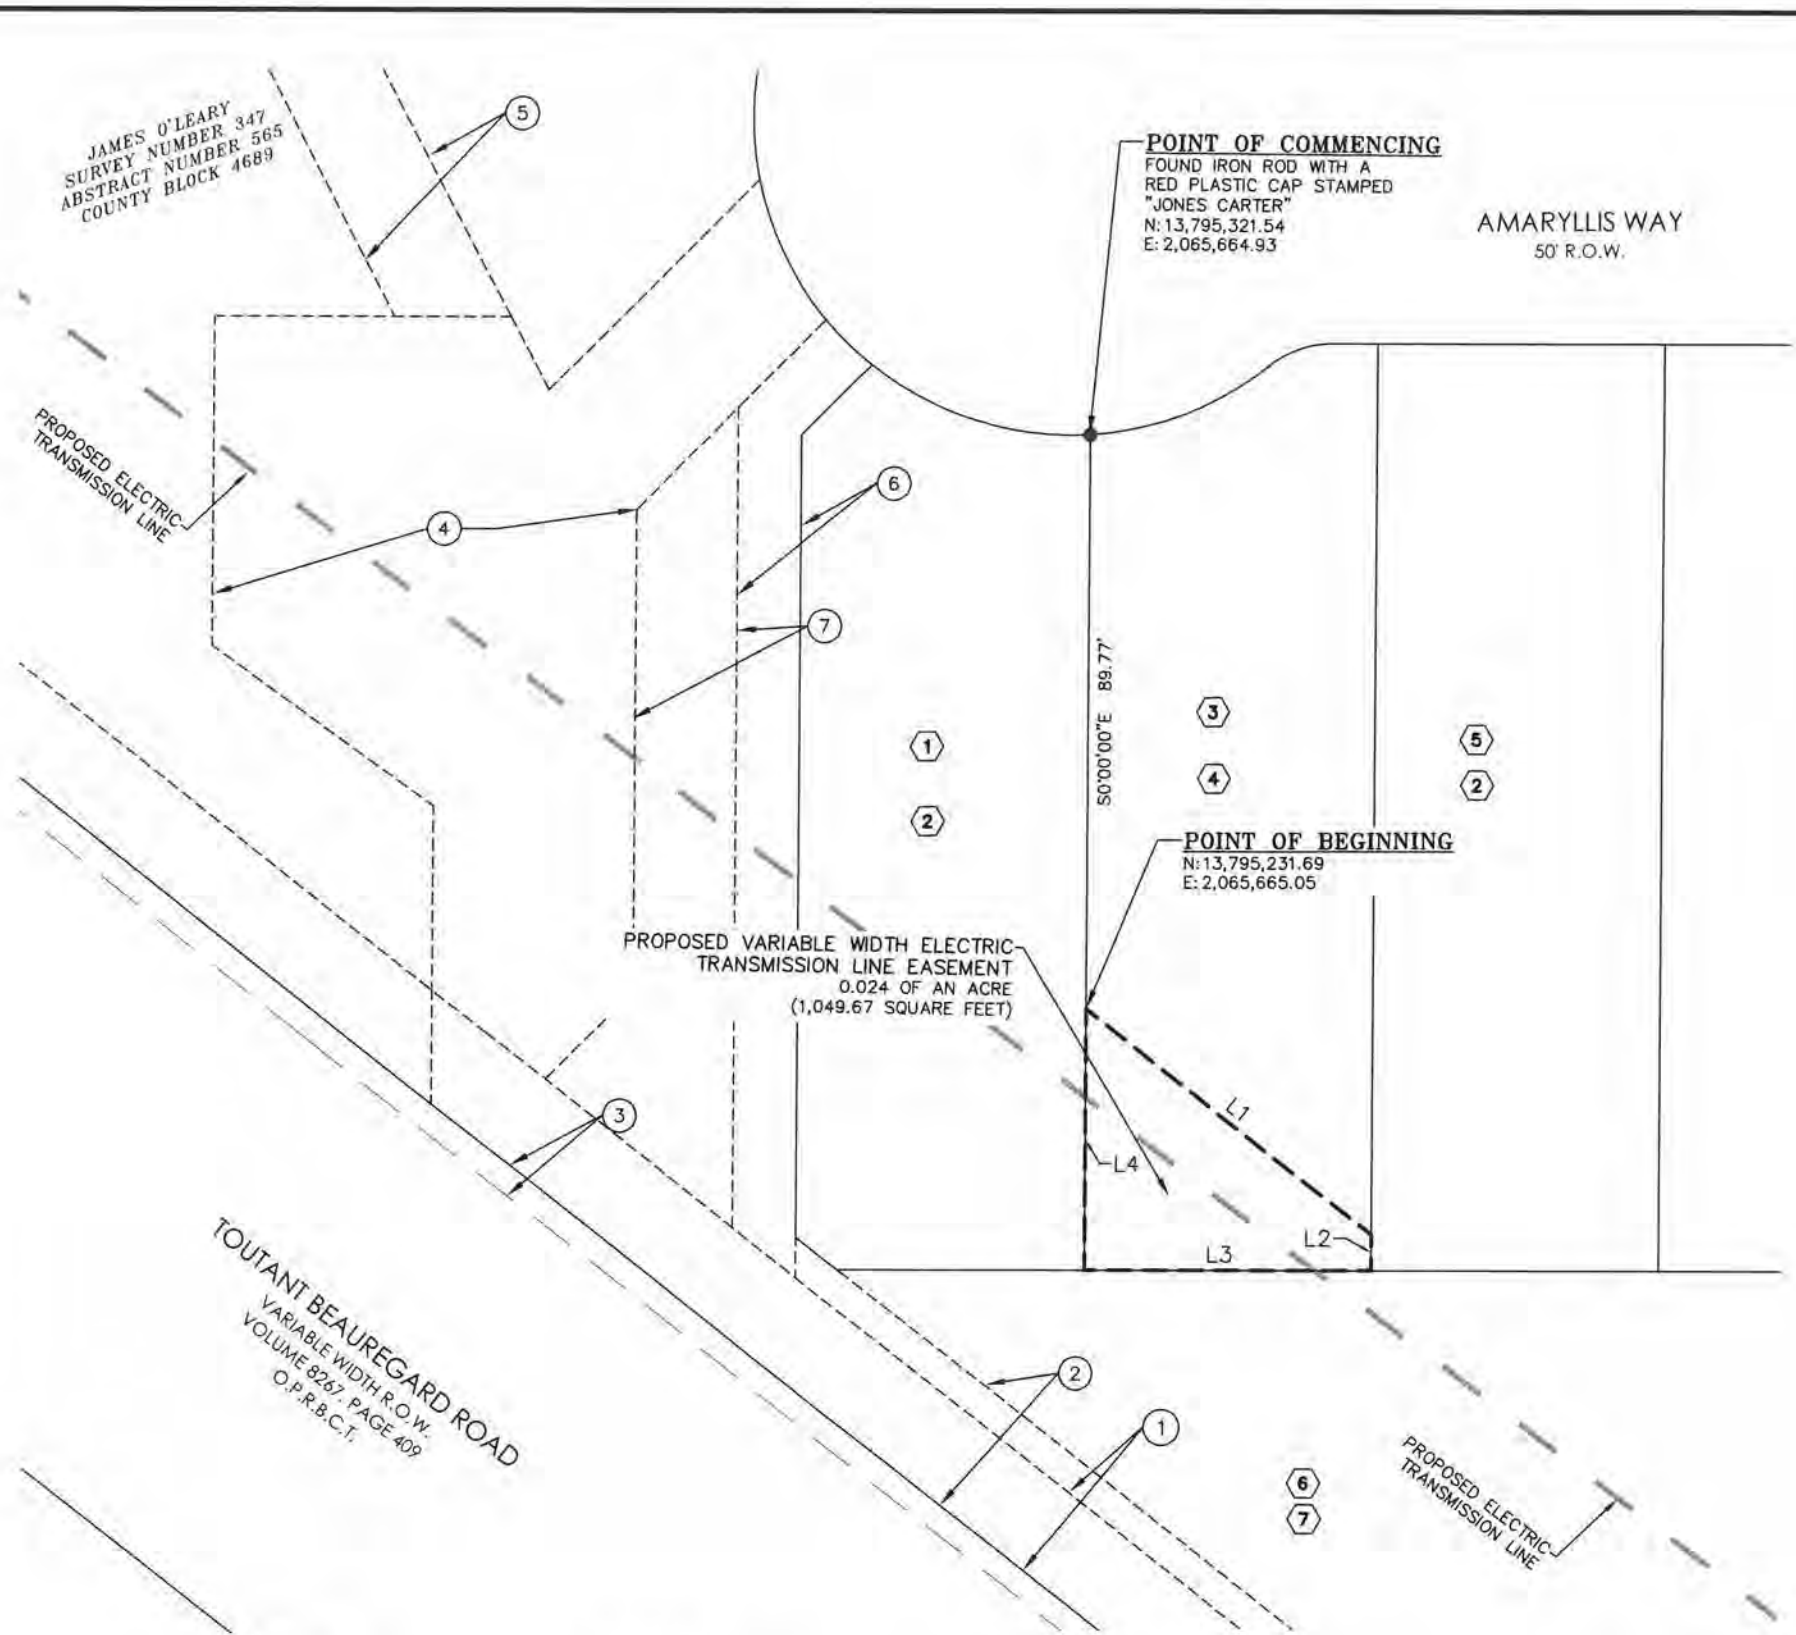 JAMES O'LEARY
SURVEY NUMBER 347
ABSTRACT NUMBER 565
COUNTY BLOCK 4689
5
POINT OF COMMENCING
FOUND IRON ROD WITH A
RED PLASTIC CAP STAMPED
"JONES CARTER"
N: 13,795,321.54
E: 2,065,664.93
AMARYLLIS WAY
50' R.O.W.
PROPOSED ELECTRIC
TRANSMISSION LINE
4
6
7
S0°00'00"E 89.77'
1
2
3
4
5
2
POINT OF BEGINNING
N: 13,795,231.69
E: 2,065,665.05
PROPOSED VARIABLE WIDTH ELECTRIC
TRANSMISSION LINE EASEMENT
0.024 OF AN ACRE
(1,049.67 SQUARE FEET)
L1
L4
L2
L3
3
TOUTANT BEAUREGARD ROAD
VARIABLE WIDTH R.O.W.
VOLUME 8267, PAGE 409
O.P.R.B.C.T.
2
1
6
7
PROPOSED ELECTRIC
TRANSMISSION LINE